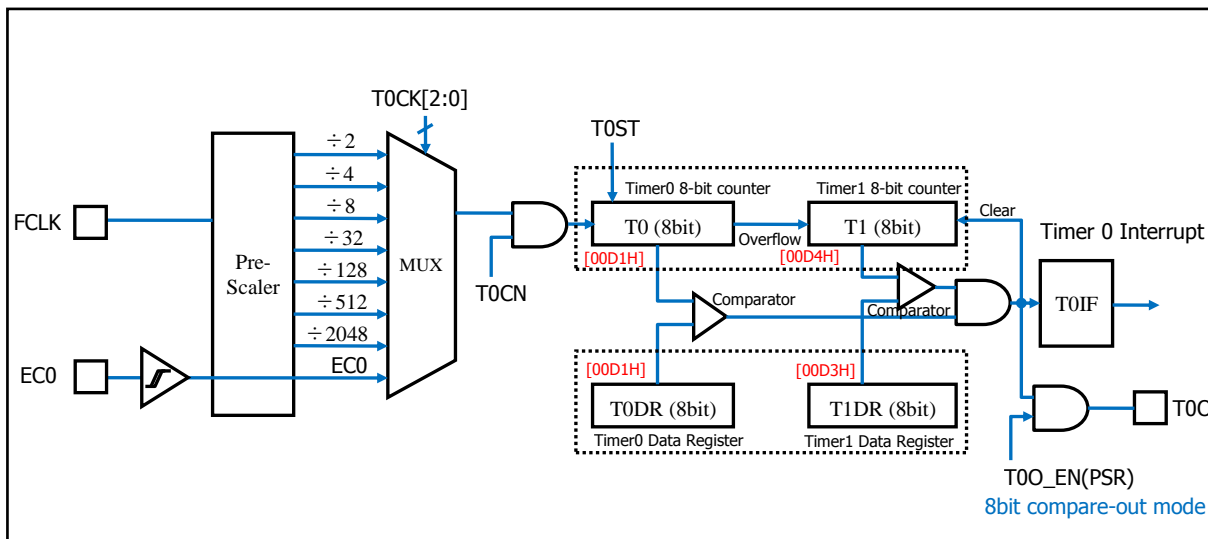 T0CK[2:0]
T0ST
÷2
÷4
÷8
÷32
÷128
÷512
÷2048
EC0
FCLK
EC0
Pre-
Scaler
MUX
T0CN
Timer0 8-bit counter
Timer1 8-bit counter
T0 (8bit)
Overflow
T1 (8bit)
Clear
[00D1H]
[00D4H]
Comparator
Comparator
Timer 0 Interrupt
T0IF
[00D1H]
[00D3H]
T0DR (8bit)
T1DR (8bit)
Timer0 Data Register
Timer1 Data Register
T0O
T0O_EN(PSR)
8bit compare-out mode